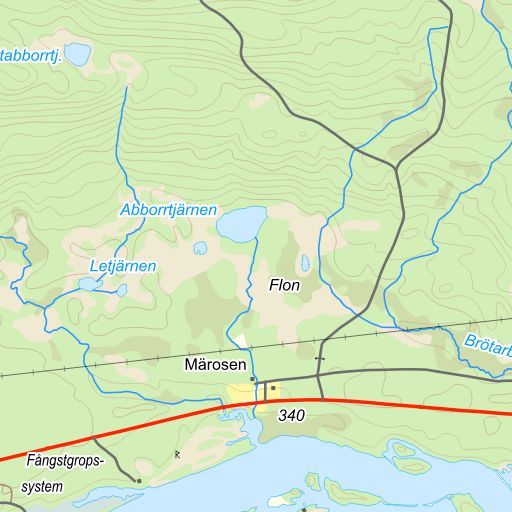 tabborrtj.
Abborrtjärnen
Letjärnen
Flon
Brötarb
Märosen
340
Fångstgrops-
system
R